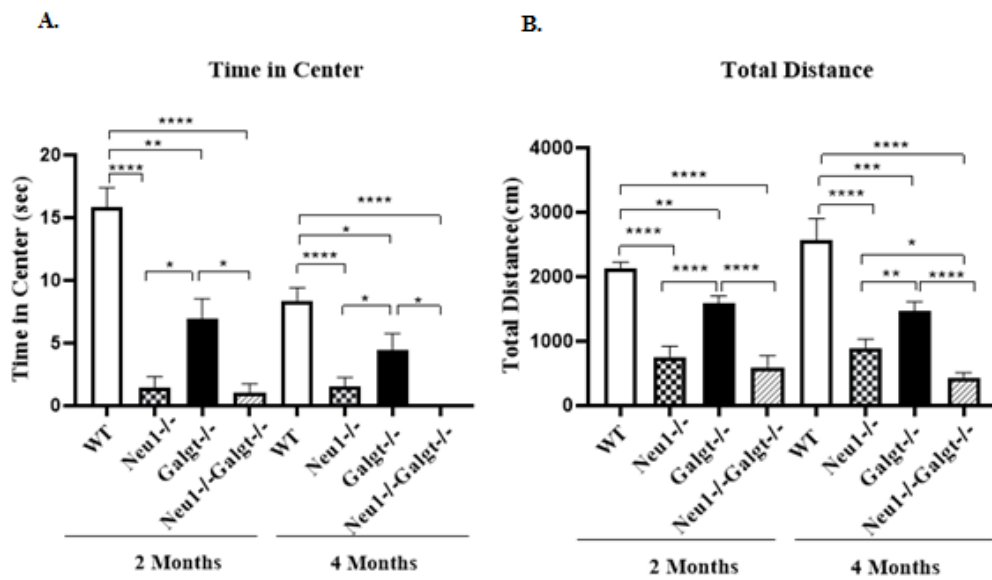 A.
Time in Center
Time in Center (sec)
20
15
10
5
0
****
**
****
*
*
****
*
****
*
*
WT
Neu1-/-
Galgt-/-
Neu1-/-Galgt-/-
WT
Neu1-/-
Galgt-/-
Neu1-/-Galgt-/-
2 Months
4 Months
B.
Total Distance
Total Distance(cm)
4000
3000
2000
1000
0
****
**
****
****
****
****
***
****
*
**
****
WT
Neu1-/-
Galgt-/-
Neu1-/-Galgt-/-
WT
Neu1-/-
Galgt-/-
Neu1-/-Galgt-/-
2 Months
4 Months